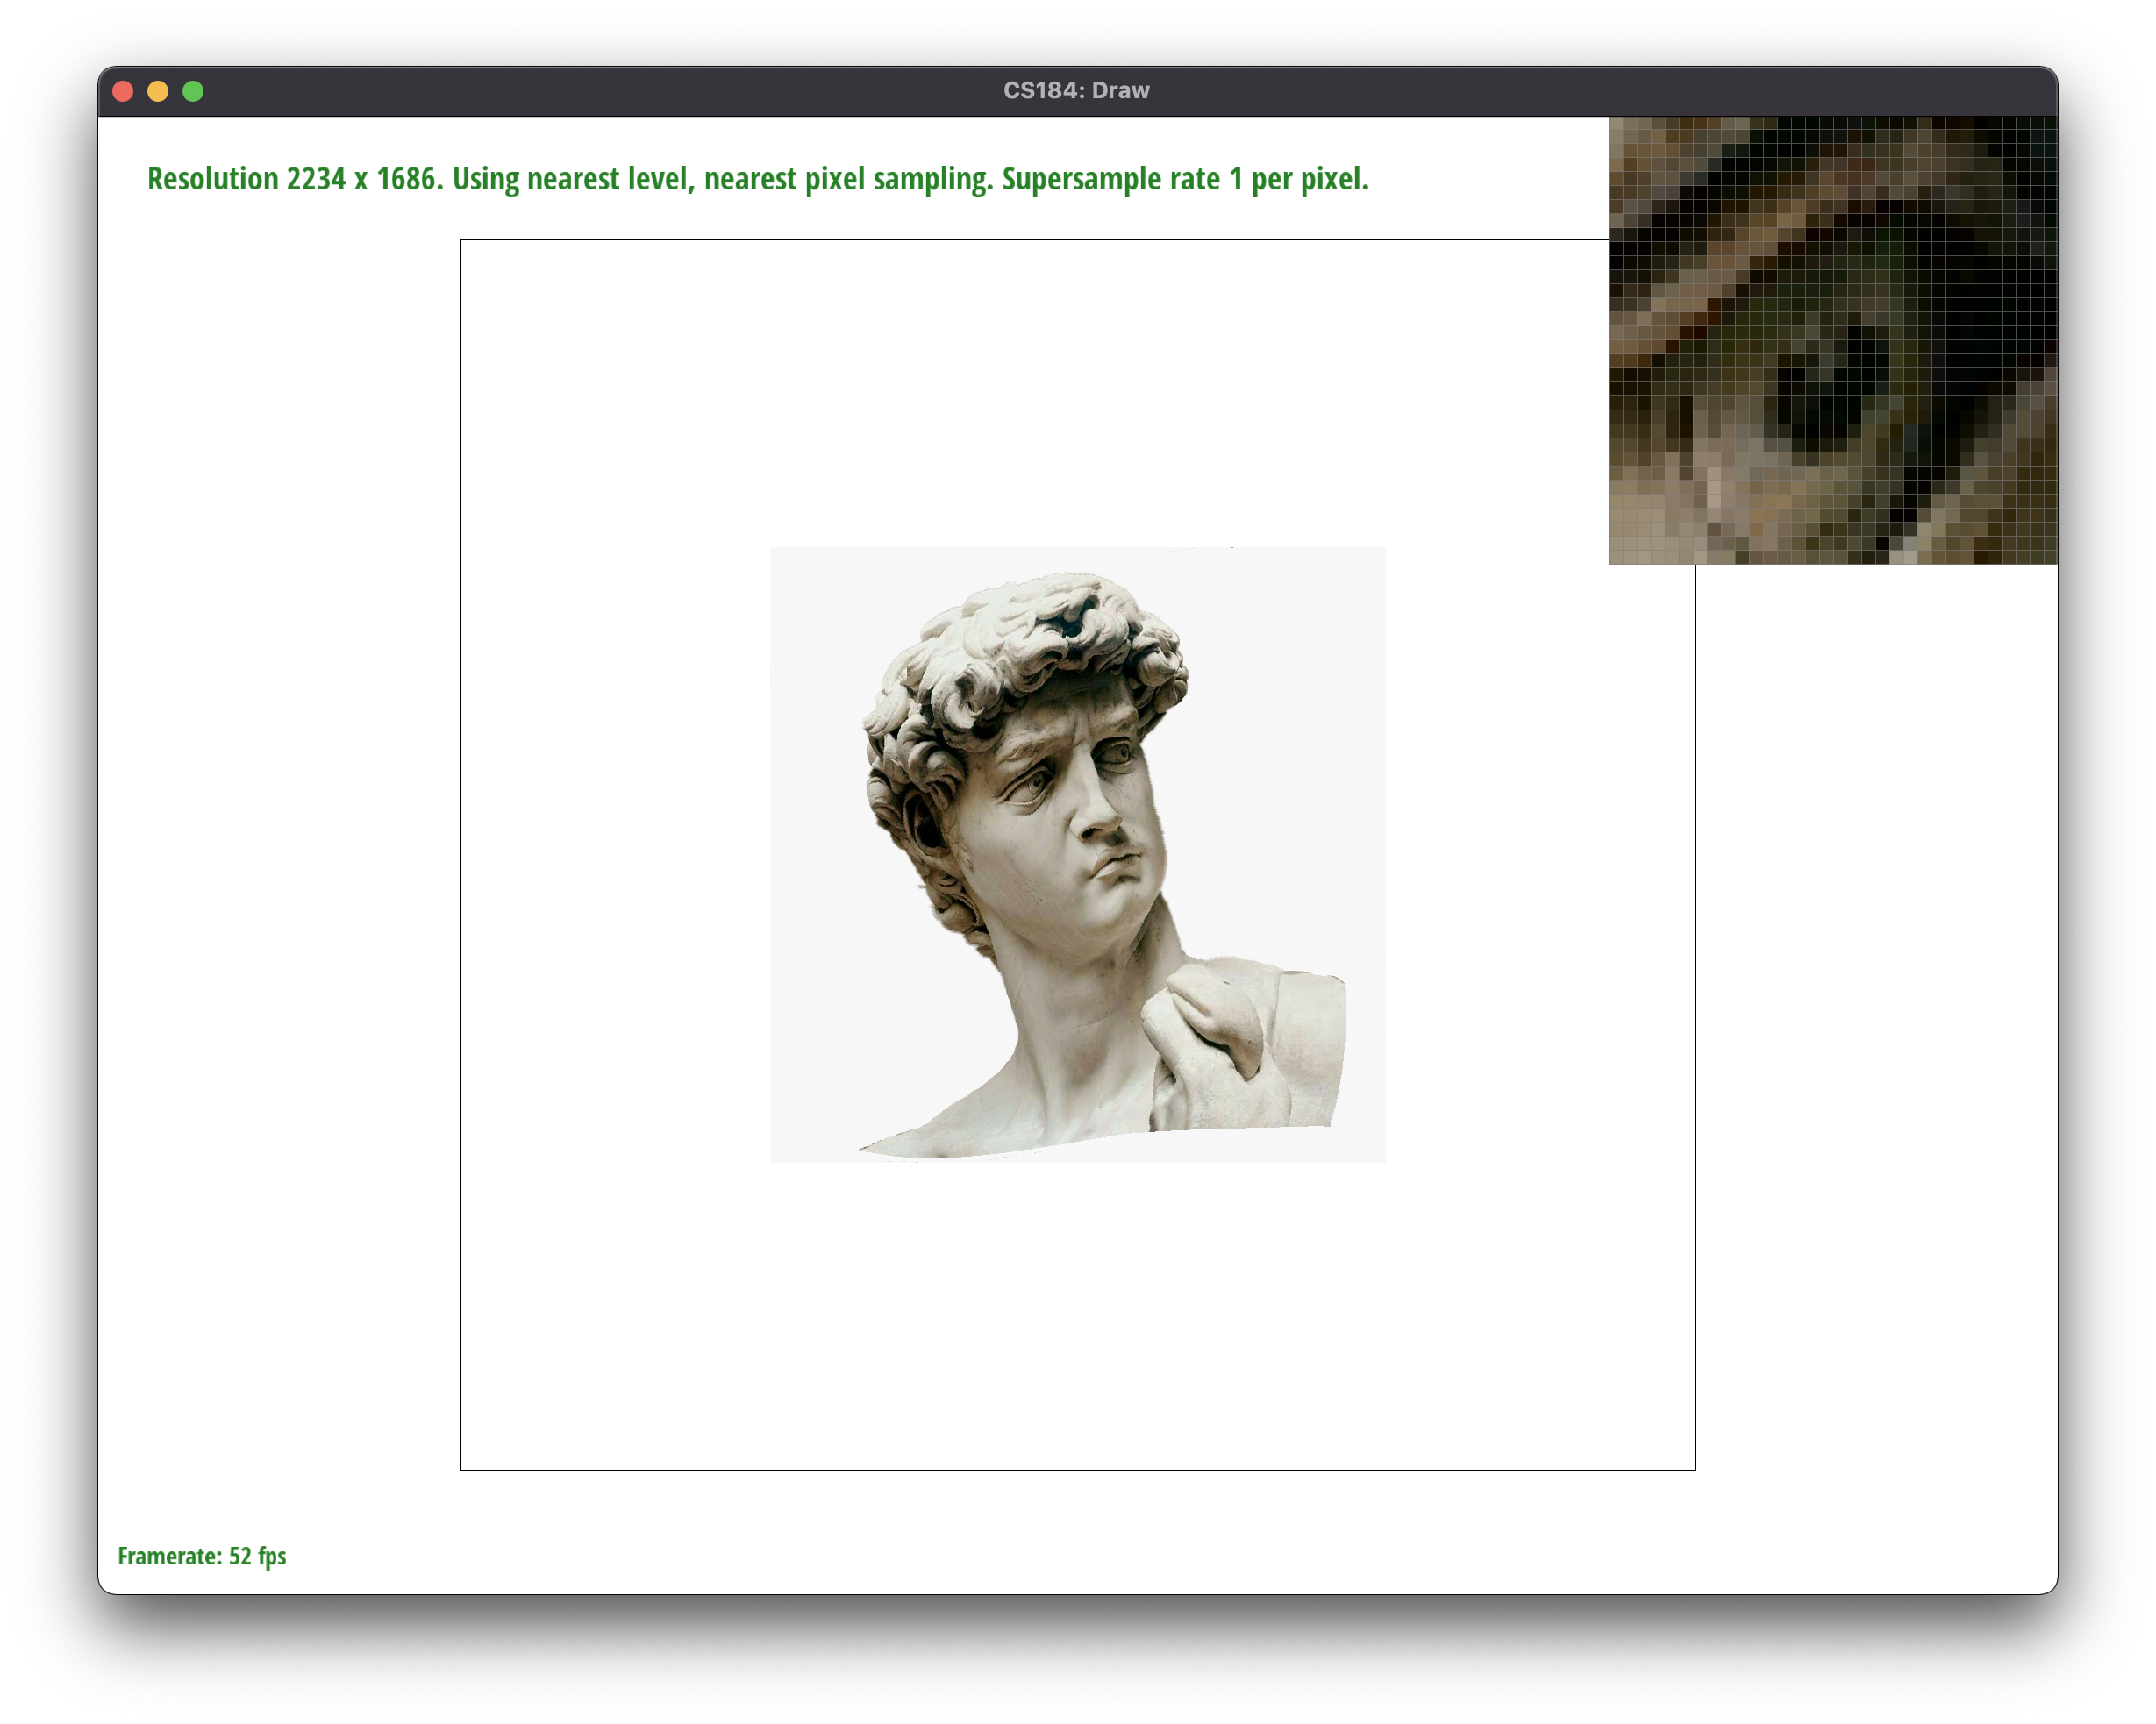 CS184: Draw
Resolution 2234 x 1686. Using nearest level, nearest pixel sampling. Supersample rate 1 per pixel.
Framerate: 52 fps